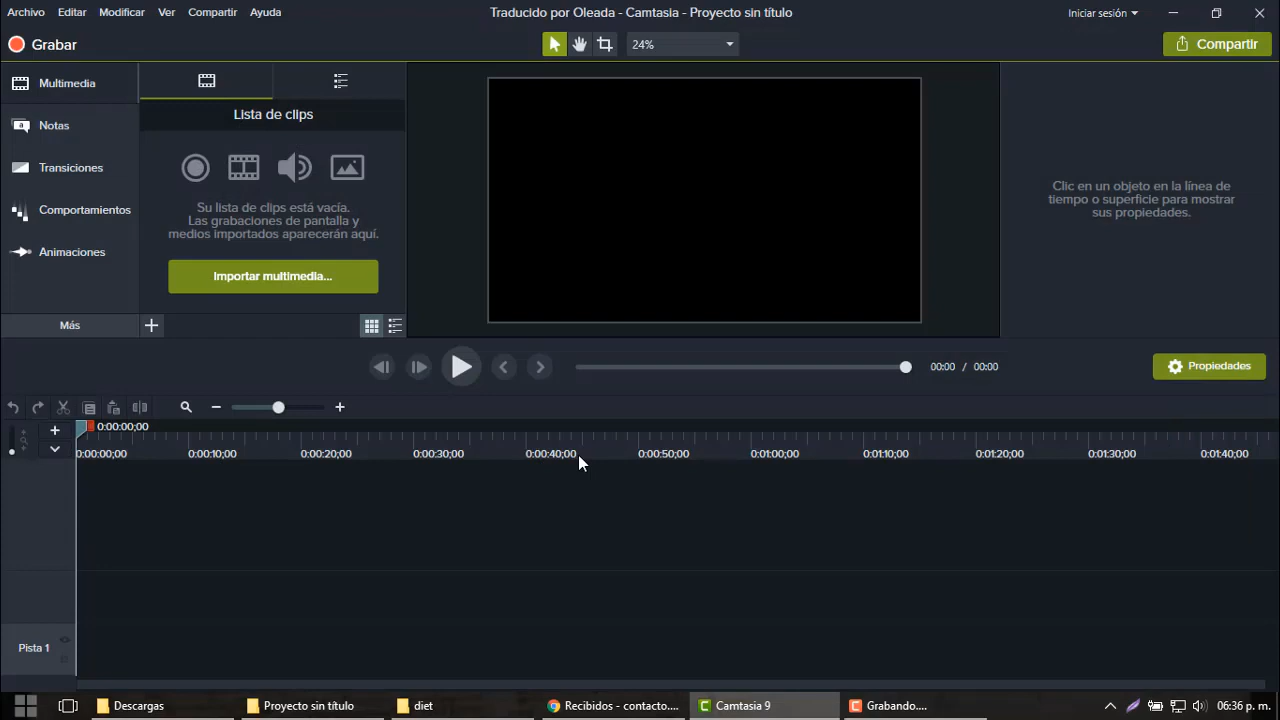 Archivo Editar Modificar Ver Compartir Ayuda Traducido por Oleada - Camtasia - Proyecto sin título Iniciar sesión
Grabar 24% Compartir
Multimedia
Notas
Transiciones
Comportamientos
Animaciones
Más
Lista de clips
Su lista de clips está vacía.
Las grabaciones de pantalla y
medios importados aparecerán aquí.
Importar multimedia...
Clic en un objeto en la línea de
tiempo o superficie para mostrar
sus propiedades.
00:00 / 00:00 Propiedades
0:00:00;00
0:00:00;00 0:00:10;00 0:00:20;00 0:00:30;00 0:00:40;00 0:00:50;00 0:01:00;00 0:01:10;00 0:01:20;00 0:01:30;00 0:01:40;00
Pista 1
Descargas Proyecto sin título diet Recibidos - contacto.... Camtasia 9 Grabando.... 06:36 p. m.